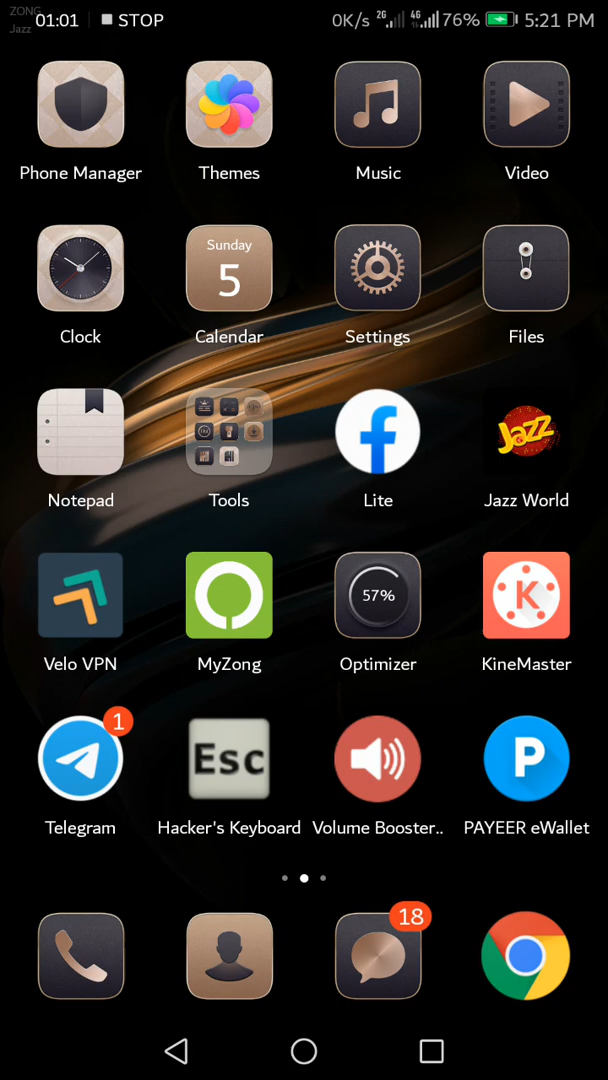 ZONG
Jazz
01:01 STOP 0K/s 2G 4G 76% 5:21 PM
Phone Manager Themes Music Video
Sunday
5
Clock Calendar Settings Files
Jazz
Notepad Tools Lite Jazz World
57%
K
Velo VPN MyZong Optimizer KineMaster
1
Esc
P
Telegram Hacker's Keyboard Volume Booster.. PAYEER eWallet
18